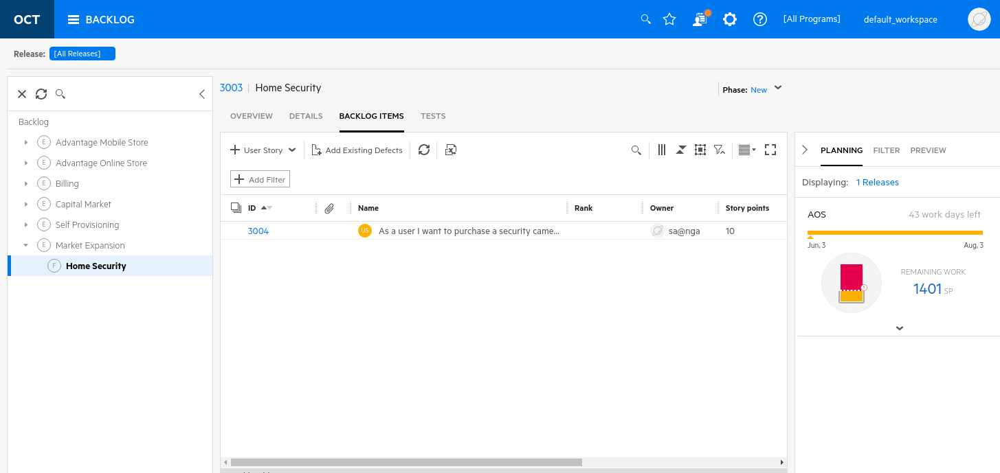 OCT
BACKLOG
[All Programs]
default_workspace
Release: [All Releases]
Backlog
E Advantage Mobile Store
E Advantage Online Store
E Billing
E Capital Market
E Self Provisioning
E Market Expansion
F Home Security
3003 | Home Security
Phase: New
OVERVIEW DETAILS BACKLOG ITEMS TESTS
User Story Add Existing Defects
Add Filter
ID Name Rank Owner Story points
3004 US As a user I want to purchase a security came... sa@nga 10
PLANNING FILTER PREVIEW
Displaying: 1 Releases
AOS 43 work days left
Jun, 3 Aug, 3
REMAINING WORK
1401 SP